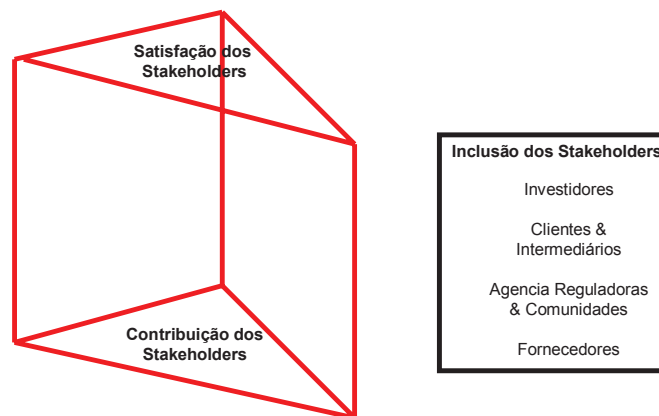 Satisfação dos
Stakeholders
Contribuição dos
Stakeholders
Inclusão dos Stakeholders
Investidores
Clientes &
Intermediários
Agencia Reguladoras
& Comunidades
Fornecedores